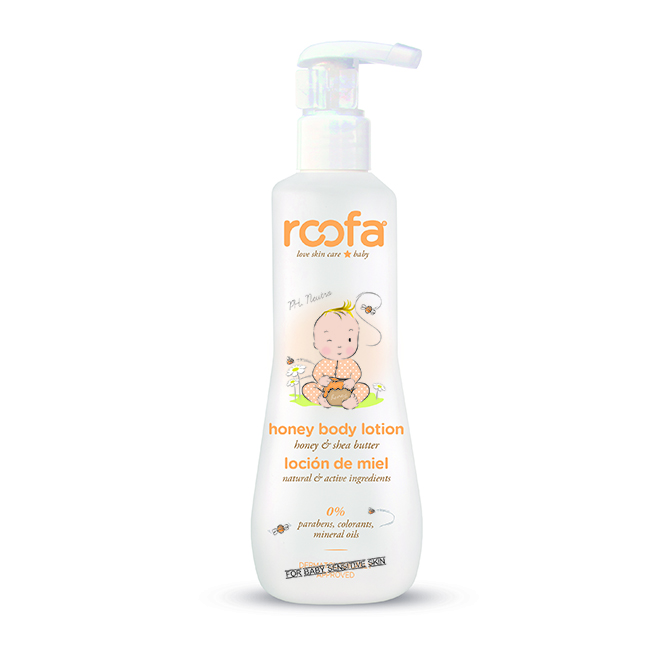 roofa
love skin care ★ baby
PH. Neutro
honey body lotion
honey & shea butter
loción de miel
natural & active ingredients
0%
parabens, colorants,
mineral oils
FOR BABY SENSITIVE SKIN
APPROVED